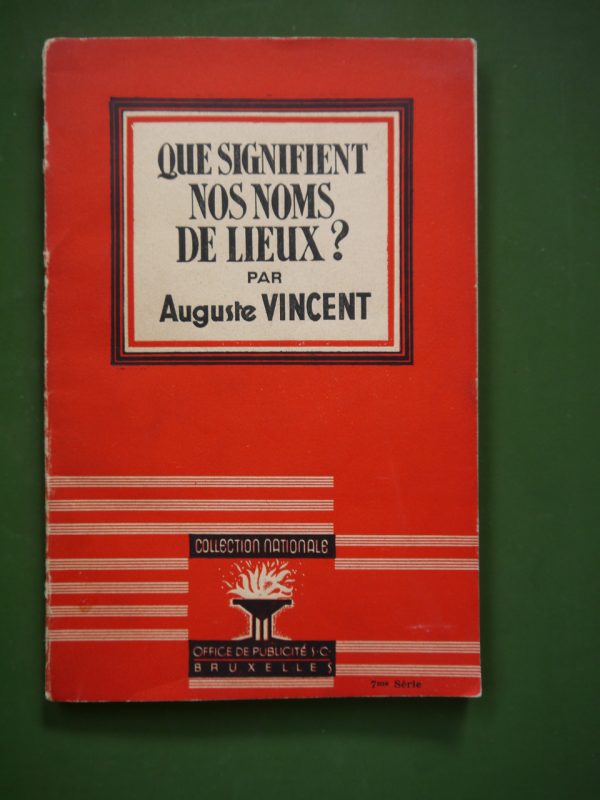 QUE SIGNIFIENT
NOS NOMS
DE LIEUX?
PAR
Auguste VINCENT
COLLECTION NATIONALE
OFFICE DE PUBLICITÉ S.C.
BRUXELLES
7me Série